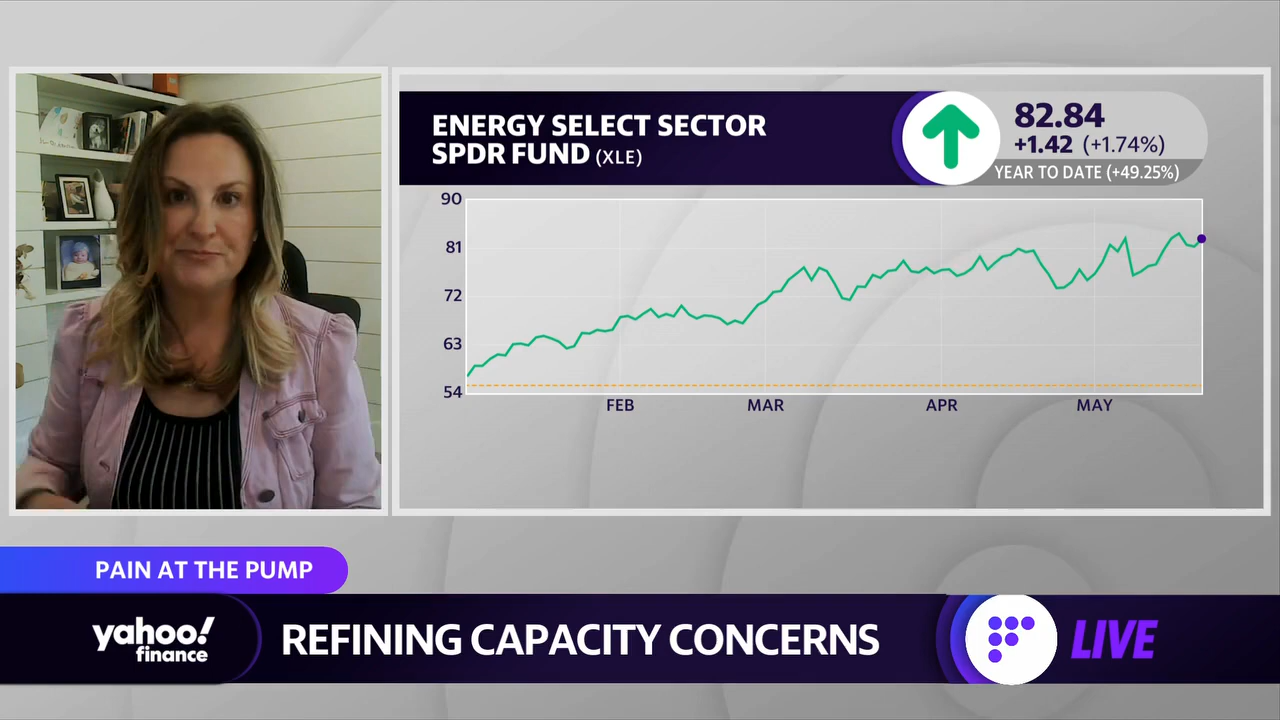 ENERGY SELECT SECTOR
SPDR FUND (XLE)
82.84
+1.42 (+1.74%)
YEAR TO DATE (+49.25%)
90
81
72
63
54
FEB MAR APR MAY
PAIN AT THE PUMP
yahoo!
finance
REFINING CAPACITY CONCERNS
LIVE